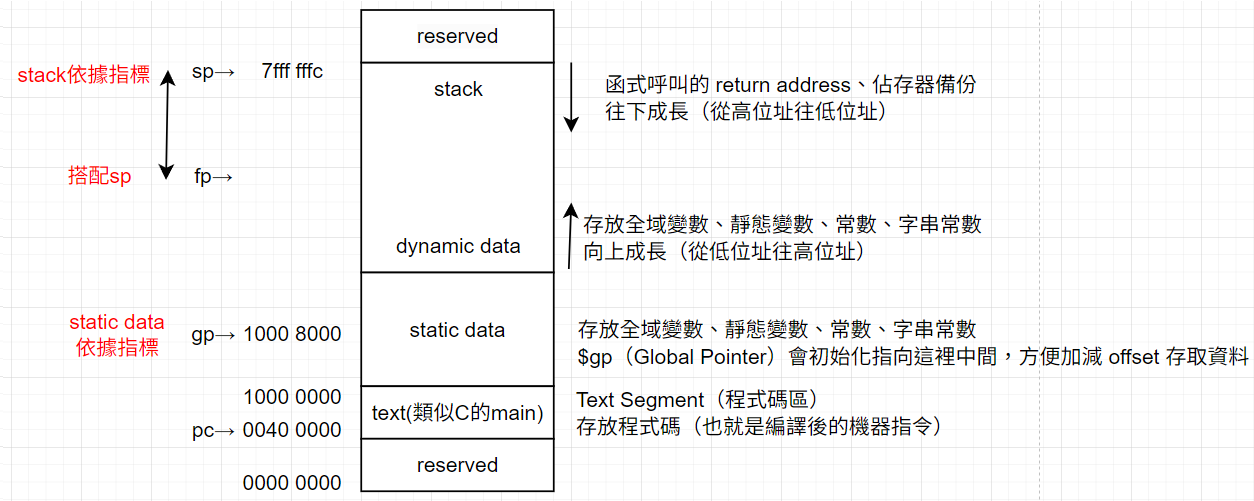 reserved
stack依據指標
sp→ 7fff fffc
stack
函式呼叫的 return address、佔存器備份
往下成長（從高位址往低位址）
搭配sp
fp→
dynamic data
存放全域變數、靜態變數、常數、字串常數
向上成長（從低位址往高位址）
static data
依據指標
gp→ 1000 8000
static data
存放全域變數、靜態變數、常數、字串常數
$gp（Global Pointer）會初始化指向這裡中間，方便加減 offset 存取資料
1000 0000
pc→ 0040 0000
text(類似C的main)
Text Segment（程式碼區）
存放程式碼（也就是編譯後的機器指令）
reserved
0000 0000